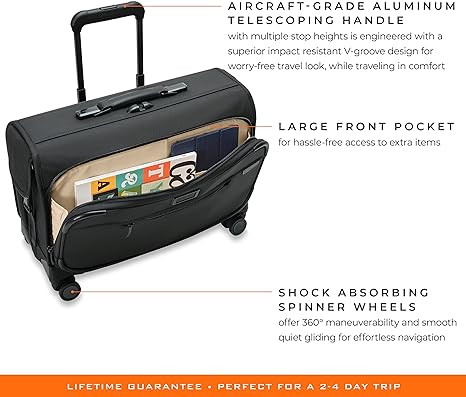 AIRCRAFT-GRADE ALUMINUM
TELESCOPING HANDLE
with multiple stop heights is engineered with a
superior impact resistant V-groove design for
worry-free travel look, while traveling in comfort
LARGE FRONT POCKET
for hassle-free access to extra items
SHOCK ABSORBING
SPINNER WHEELS
offer 360° maneuverability and smooth
quiet gliding for effortless navigation
LIFETIME GUARANTEE • PERFECT FOR A 2-4 DAY TRIP